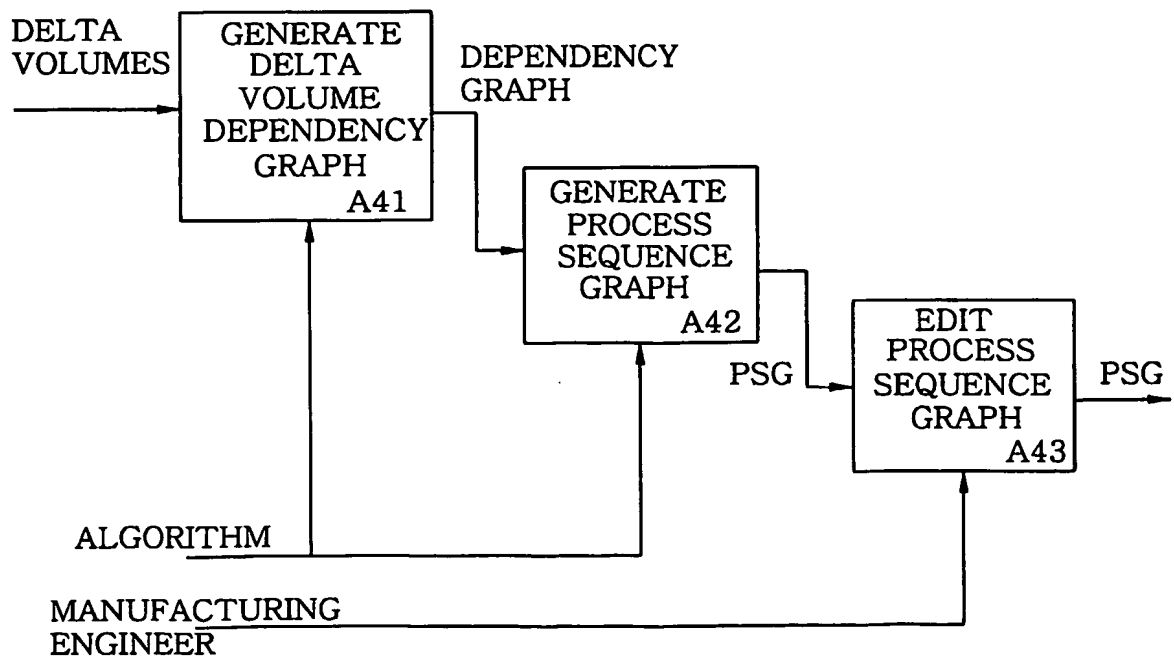 DELTA
VOLUMES
GENERATE
DELTA
VOLUME
DEPENDENCY
GRAPH
A41
DEPENDENCY
GRAPH
GENERATE
PROCESS
SEQUENCE
GRAPH
A42
PSG
EDIT
PROCESS
SEQUENCE
GRAPH
A43
PSG
ALGORITHM
MANUFACTURING
ENGINEER